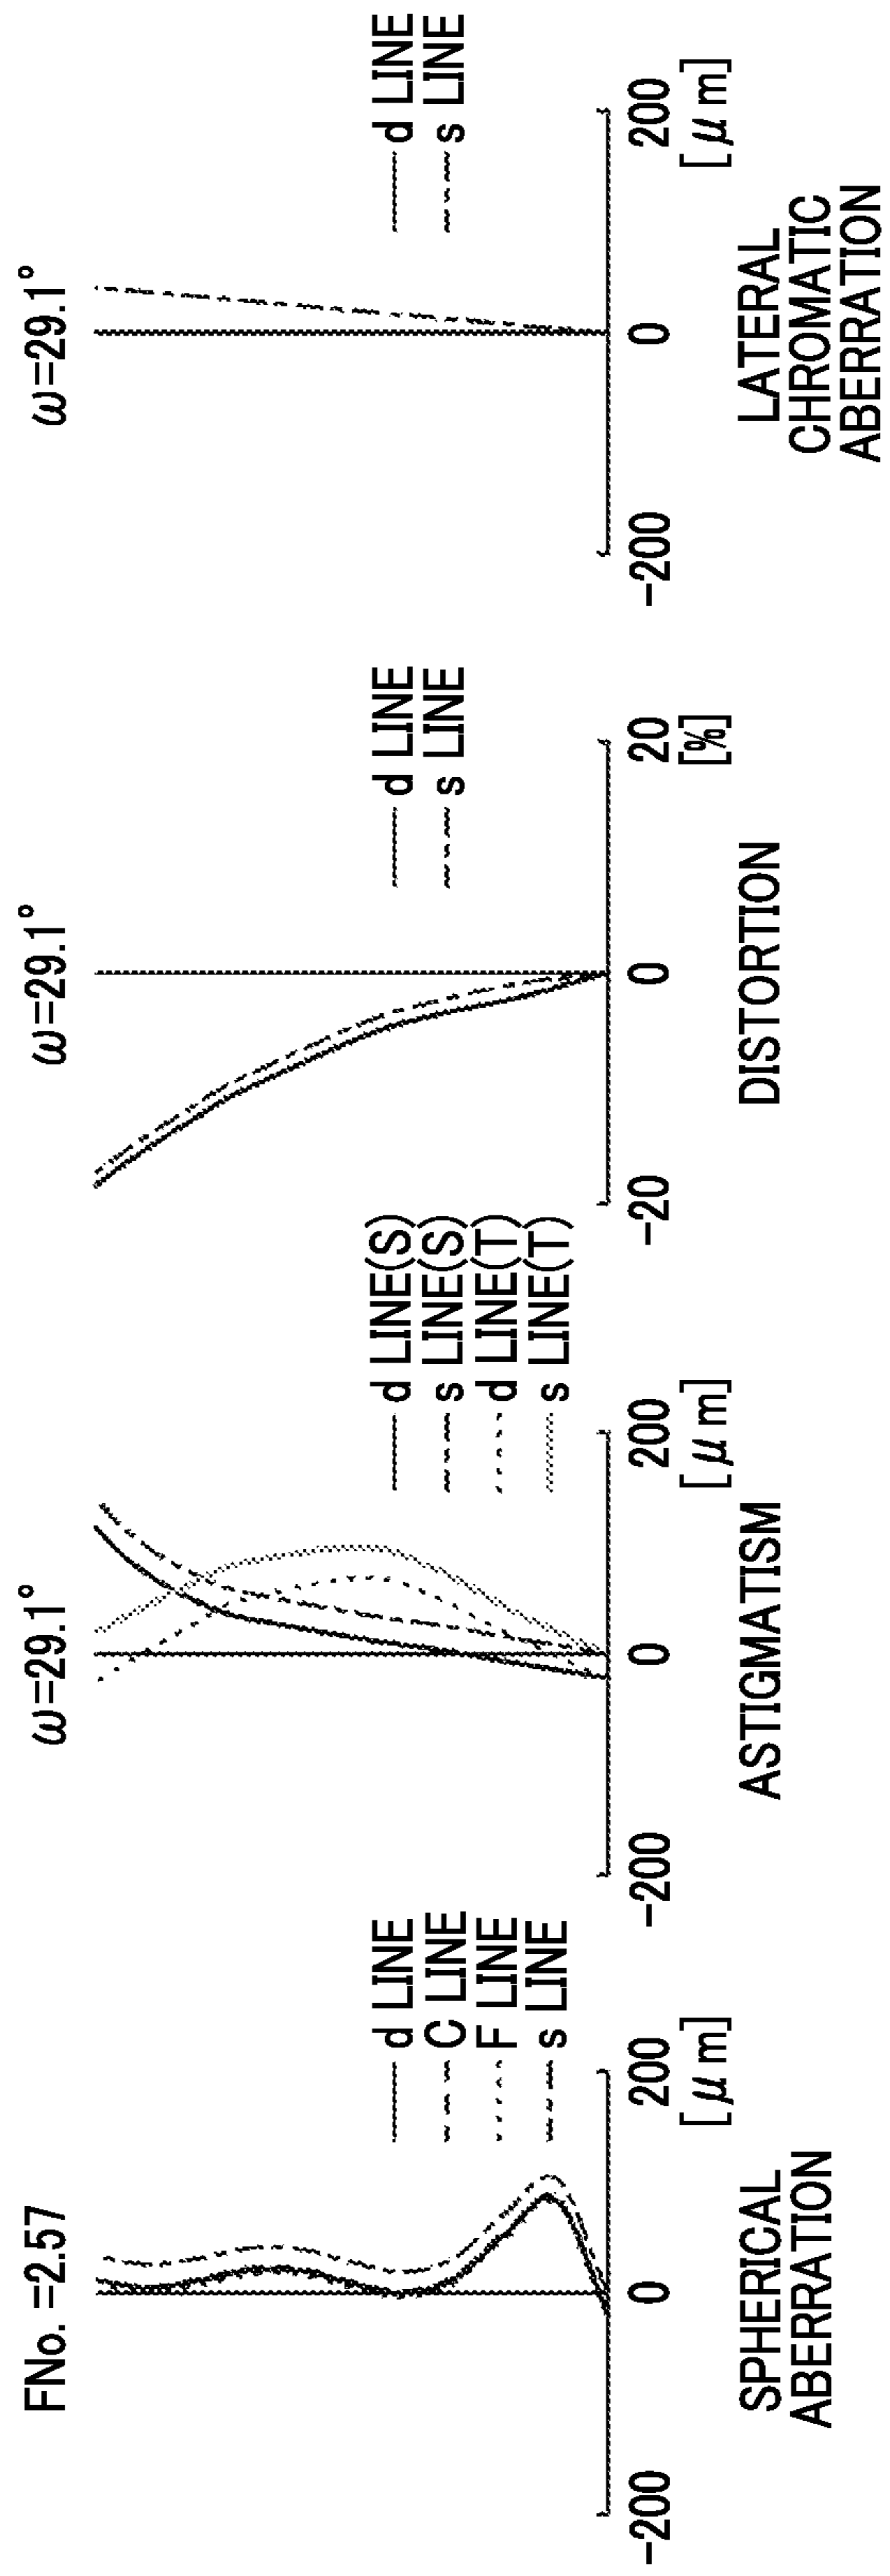 FNo. =2.57
d LINE
C LINE
F LINE
s LINE
-200
0
200
[μm]
SPHERICAL
ABERRATION
ω=29.1°
d LINE(S)
s LINE(S)
d LINE(T)
s LINE(T)
-200
0
200
[μm]
ASTIGMATISM
ω=29.1°
d LINE
s LINE
-20
0
20
[%]
DISTORTION
ω=29.1°
d LINE
s LINE
-200
0
200
[μm]
LATERAL
CHROMATIC
ABERRATION